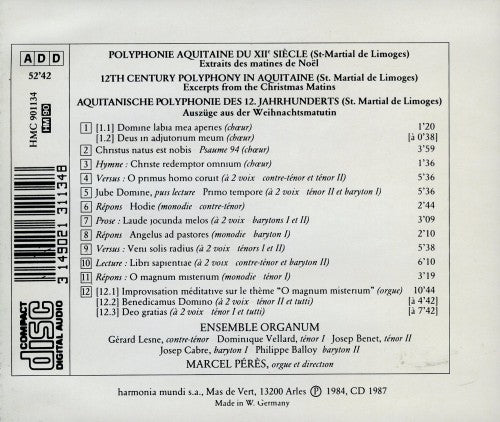 ADD
52'42
HMC 901134
HM 90
POLYPHONIE AQUITAINE DU XIIe SIÈCLE (St-Martial de Limoges)
Extraits des matines de Noël
12TH CENTURY POLYPHONY IN AQUITAINE (St. Martial de Limoges)
Excerpts from the Christmas Matins
AQUITANISCHE POLYPHONIE DES 12. JAHRHUNDERTS (St. Martial de Limoges)
Auszüge aus der Weihnachtsmatutin
1 [1.1] Domine labia mea aperies (chœur) 1'20
[1.2] Deus in adjutorium meum (chœur) [à 0'38]
2 Christus natus est nobis Psaume 94 (chœur) 3'59
3 Hymne : Christe redemptor omnium (chœur) 1'36
4 Versus : O primus homo coruit (à 2 voix contre-ténor et ténor II) 5'36
5 Jube Domine, puis lecture Primo tempore (à 2 voix ténor II et baryton I) 5'36
6 Répons Hodie (monodie contre-ténor) 2'44
7 Prose : Laude jocunda melos (à 2 voix barytons I et II) 3'09
8 Répons Angelus ad pastores (monodie baryton I) 2'10
9 Versus : Veni solis radius (à 2 voix ténors I et II) 5'38
10 Lecture : Libri sapientiae (à 2 voix contre-ténor et baryton II) 6'10
11 Répons : O magnum misterium (monodie ténor I) 3'19
12 [12.1] Improvisation méditative sur le thème "O magnum misterium" (orgue) 10'44
[12.2] Benedicamus Domino (à 2 voix ténor II et tutti) [à 4'42]
[12.3] Deo gratias (à 2 voix ténor II et tutti) [à 7'42]
ENSEMBLE ORGANUM
Gérard Lesne, contre-ténor Dominique Vellard, ténor I Josep Benet, ténor II
Josep Cabre, baryton I Philippe Balloy, baryton II
MARCEL PÉRÈS, orgue et direction
3 149021 311348
COMPACT
disc
DIGITAL AUDIO
harmonia mundi s.a., Mas de Vert, 13200 Arles Ⓟ 1984, CD 1987
Made in W. Germany